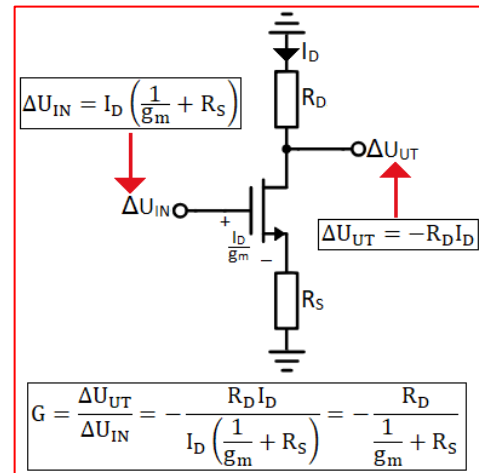 I_D
ΔU_IN = I_D (1/g_m + R_S)
R_D
ΔU_UT
ΔU_IN
+
I_D/g_m
−
ΔU_UT = −R_D I_D
R_S
G = ΔU_UT/ΔU_IN = − R_D I_D / (I_D (1/g_m + R_S)) = − R_D / (1/g_m + R_S)